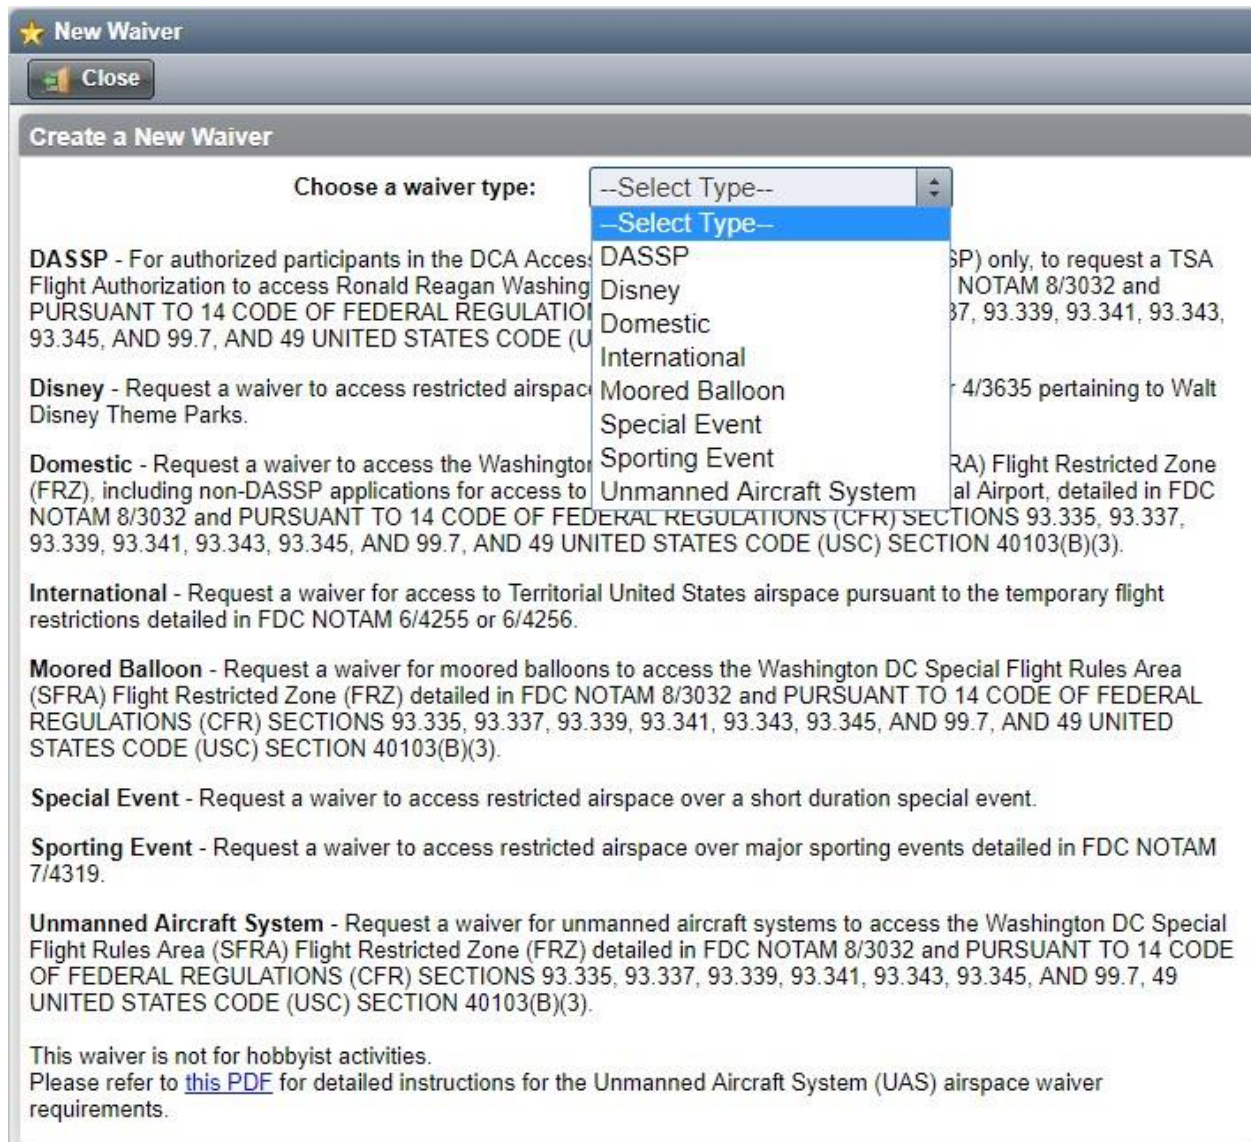 New Waiver
Close
Create a New Waiver
Choose a waiver type:
--Select Type--
--Select Type--
DASSP
Disney
Domestic
International
Moored Balloon
Special Event
Sporting Event
Unmanned Aircraft System
DASSP - For authorized participants in the DCA Access SP) only, to request a TSA
Flight Authorization to access Ronald Reagan Washing NOTAM 8/3032 and
PURSUANT TO 14 CODE OF FEDERAL REGULATION 37, 93.339, 93.341, 93.343,
93.345, AND 99.7, AND 49 UNITED STATES CODE (U
Disney - Request a waiver to access restricted airspac r 4/3635 pertaining to Walt
Disney Theme Parks.
Domestic - Request a waiver to access the Washington RA) Flight Restricted Zone
(FRZ), including non-DASSP applications for access to al Airport, detailed in FDC
NOTAM 8/3032 and PURSUANT TO 14 CODE OF FEDERAL REGULATIONS (CFR) SECTIONS 93.335, 93.337,
93.339, 93.341, 93.343, 93.345, AND 99.7, AND 49 UNITED STATES CODE (USC) SECTION 40103(B)(3).
International - Request a waiver for access to Territorial United States airspace pursuant to the temporary flight
restrictions detailed in FDC NOTAM 6/4255 or 6/4256.
Moored Balloon - Request a waiver for moored balloons to access the Washington DC Special Flight Rules Area
(SFRA) Flight Restricted Zone (FRZ) detailed in FDC NOTAM 8/3032 and PURSUANT TO 14 CODE OF FEDERAL
REGULATIONS (CFR) SECTIONS 93.335, 93.337, 93.339, 93.341, 93.343, 93.345, AND 99.7, AND 49 UNITED
STATES CODE (USC) SECTION 40103(B)(3).
Special Event - Request a waiver to access restricted airspace over a short duration special event.
Sporting Event - Request a waiver to access restricted airspace over major sporting events detailed in FDC NOTAM
7/4319.
Unmanned Aircraft System - Request a waiver for unmanned aircraft systems to access the Washington DC Special
Flight Rules Area (SFRA) Flight Restricted Zone (FRZ) detailed in FDC NOTAM 8/3032 and PURSUANT TO 14 CODE
OF FEDERAL REGULATIONS (CFR) SECTIONS 93.335, 93.337, 93.339, 93.341, 93.343, 93.345, AND 99.7, 49
UNITED STATES CODE (USC) SECTION 40103(B)(3).
This waiver is not for hobbyist activities.
Please refer to this PDF for detailed instructions for the Unmanned Aircraft System (UAS) airspace waiver
requirements.